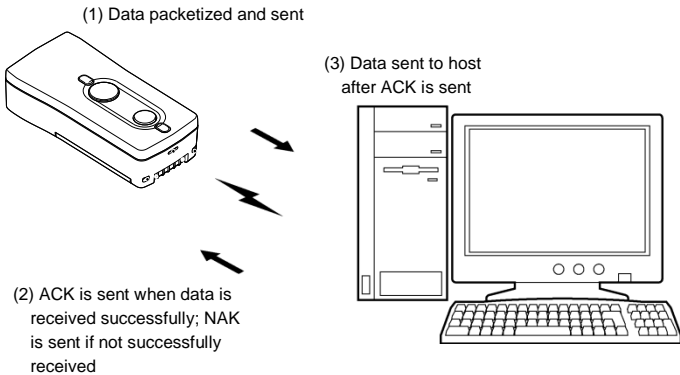 (1) Data packetized and sent
(3) Data sent to host
after ACK is sent
(2) ACK is sent when data is
received successfully; NAK
is sent if not successfully
received